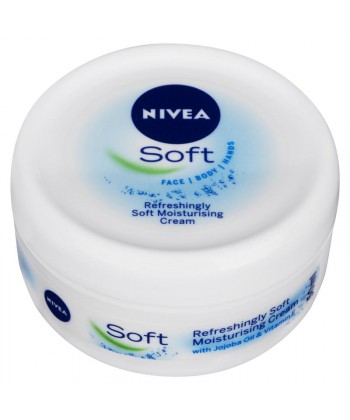 NIVEA
Soft
FACE | BODY | HANDS
Refreshingly
Soft Moisturising
Cream
NIVEA
Soft
Refreshingly Soft
Moisturising Cream
with Jojoba Oil & Vitamin E